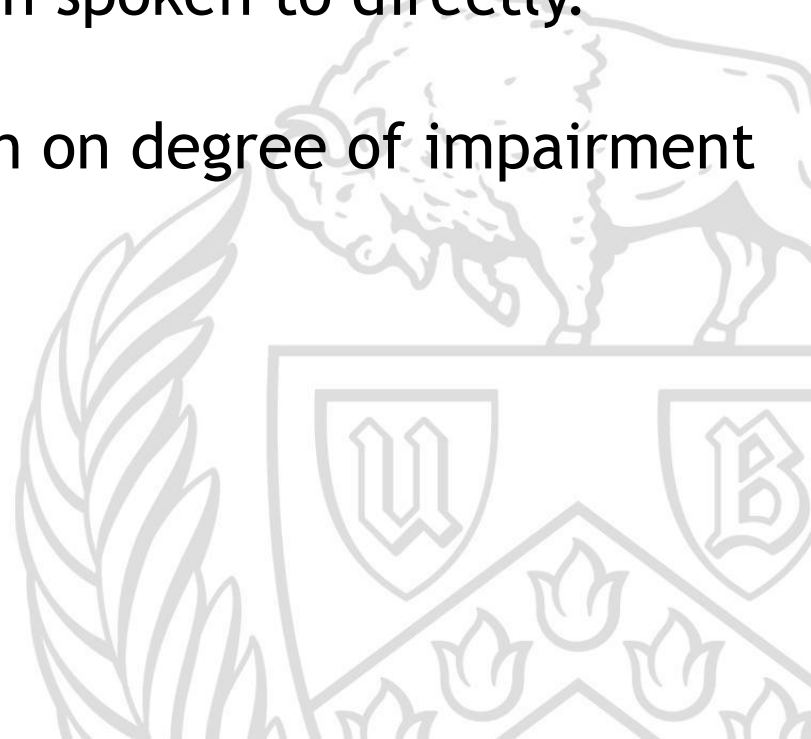 n spoken to directly.
n on degree of impairment
U B